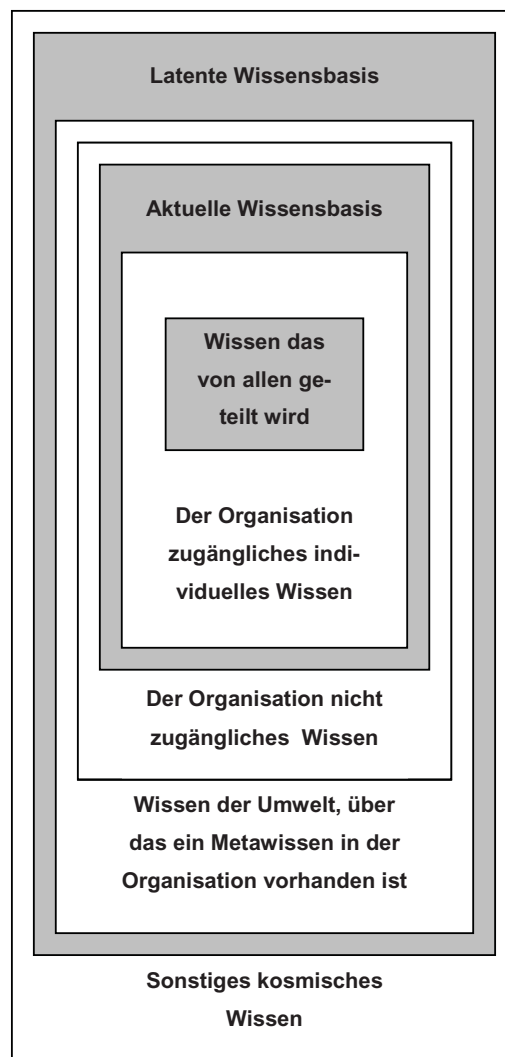 Latente Wissensbasis
Aktuelle Wissensbasis
Wissen das
von allen ge-
teilt wird
Der Organisation
zugängliches indi-
viduelles Wissen
Der Organisation nicht
zugängliches Wissen
Wissen der Umwelt, über
das ein Metawissen in der
Organisation vorhanden ist
Sonstiges kosmisches
Wissen